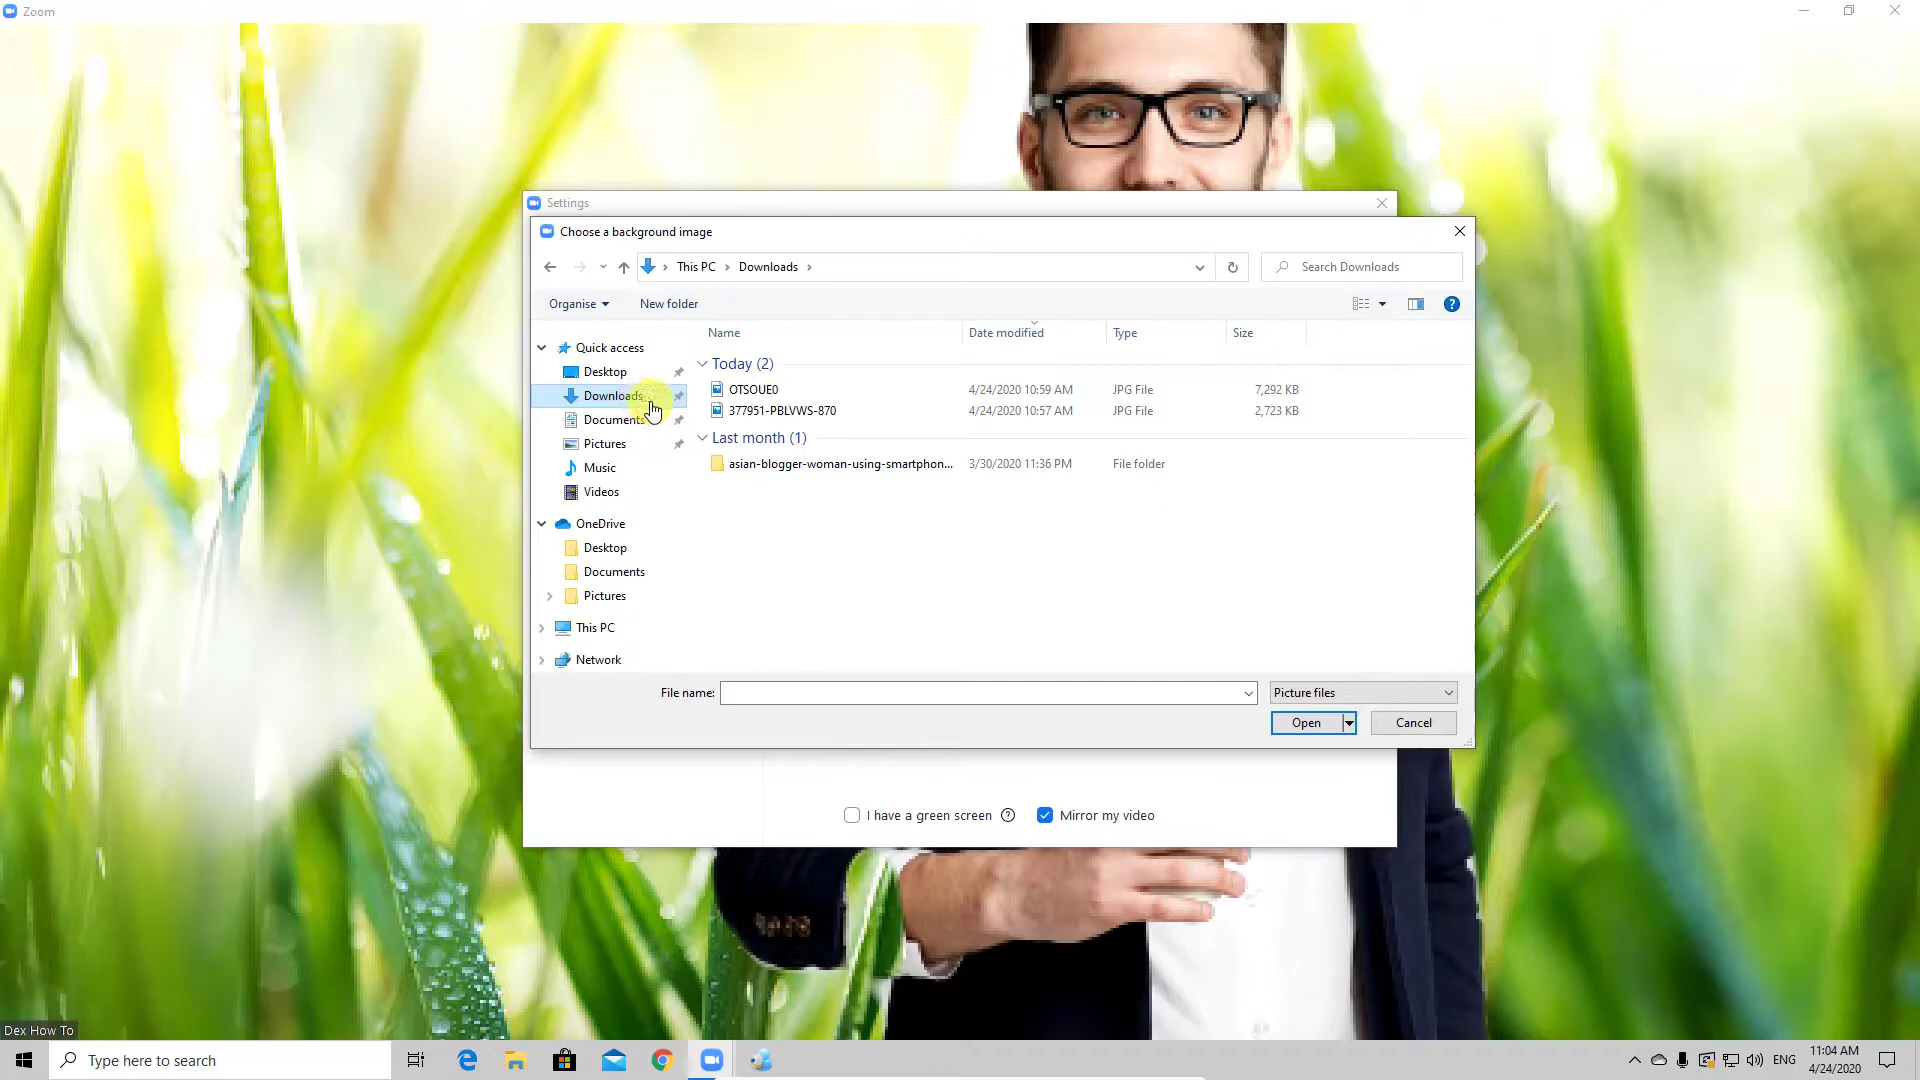 Zoom
Settings
Choose a background image
This PC
Downloads
Search Downloads
Organise
New folder
Name
Date modified
Type
Size
Quick access
Desktop
Downloads
Documents
Pictures
Music
Videos
OneDrive
Desktop
Documents
Pictures
This PC
Network
Today (2)
OTSOUE0 4/24/2020 10:59 AM JPG File 7,292 KB
377951-PBLVWS-870 4/24/2020 10:57 AM JPG File 2,723 KB
Last month (1)
asian-blogger-woman-using-smartphon... 3/30/2020 11:36 PM File folder
File name:
Picture files
Open
Cancel
I have a green screen ?
Mirror my video
Dex How To
Type here to search
ENG
11:04 AM
4/24/2020